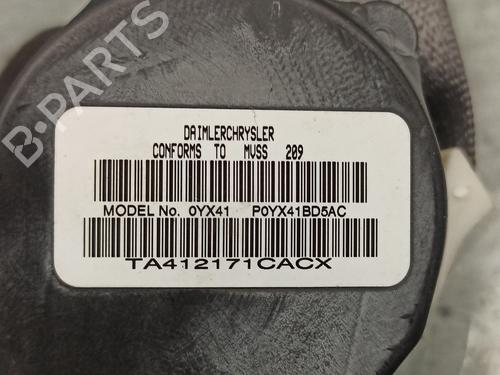 B-PARTS
DAIMLERCHRYSLER
CONFORMS TO MVSS 209
MODEL No. 0YX41 P0YX41BD5AC
TA412171CACX